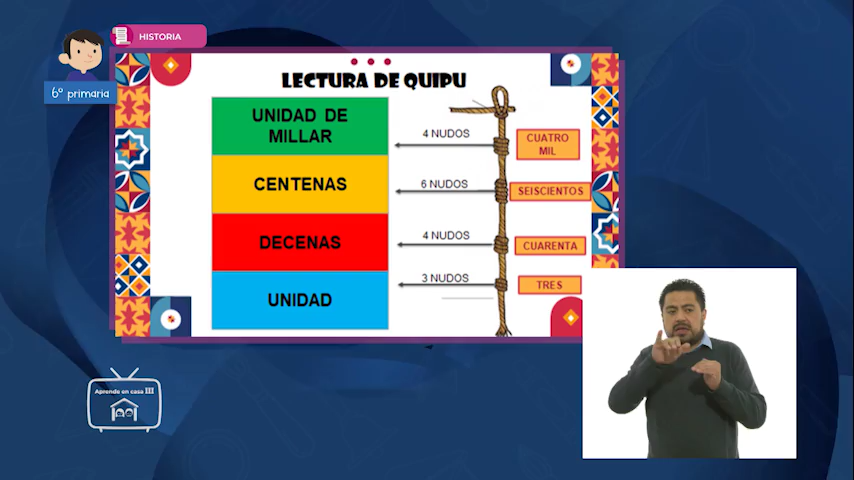 HISTORIA
6º primaria
LECTURA DE QUIPU
UNIDAD DE
MILLAR
4 NUDOS
CUATRO
MIL
CENTENAS
6 NUDOS
SEISCIENTOS
DECENAS
4 NUDOS
CUARENTA
UNIDAD
3 NUDOS
TRES
Aprende en casa III